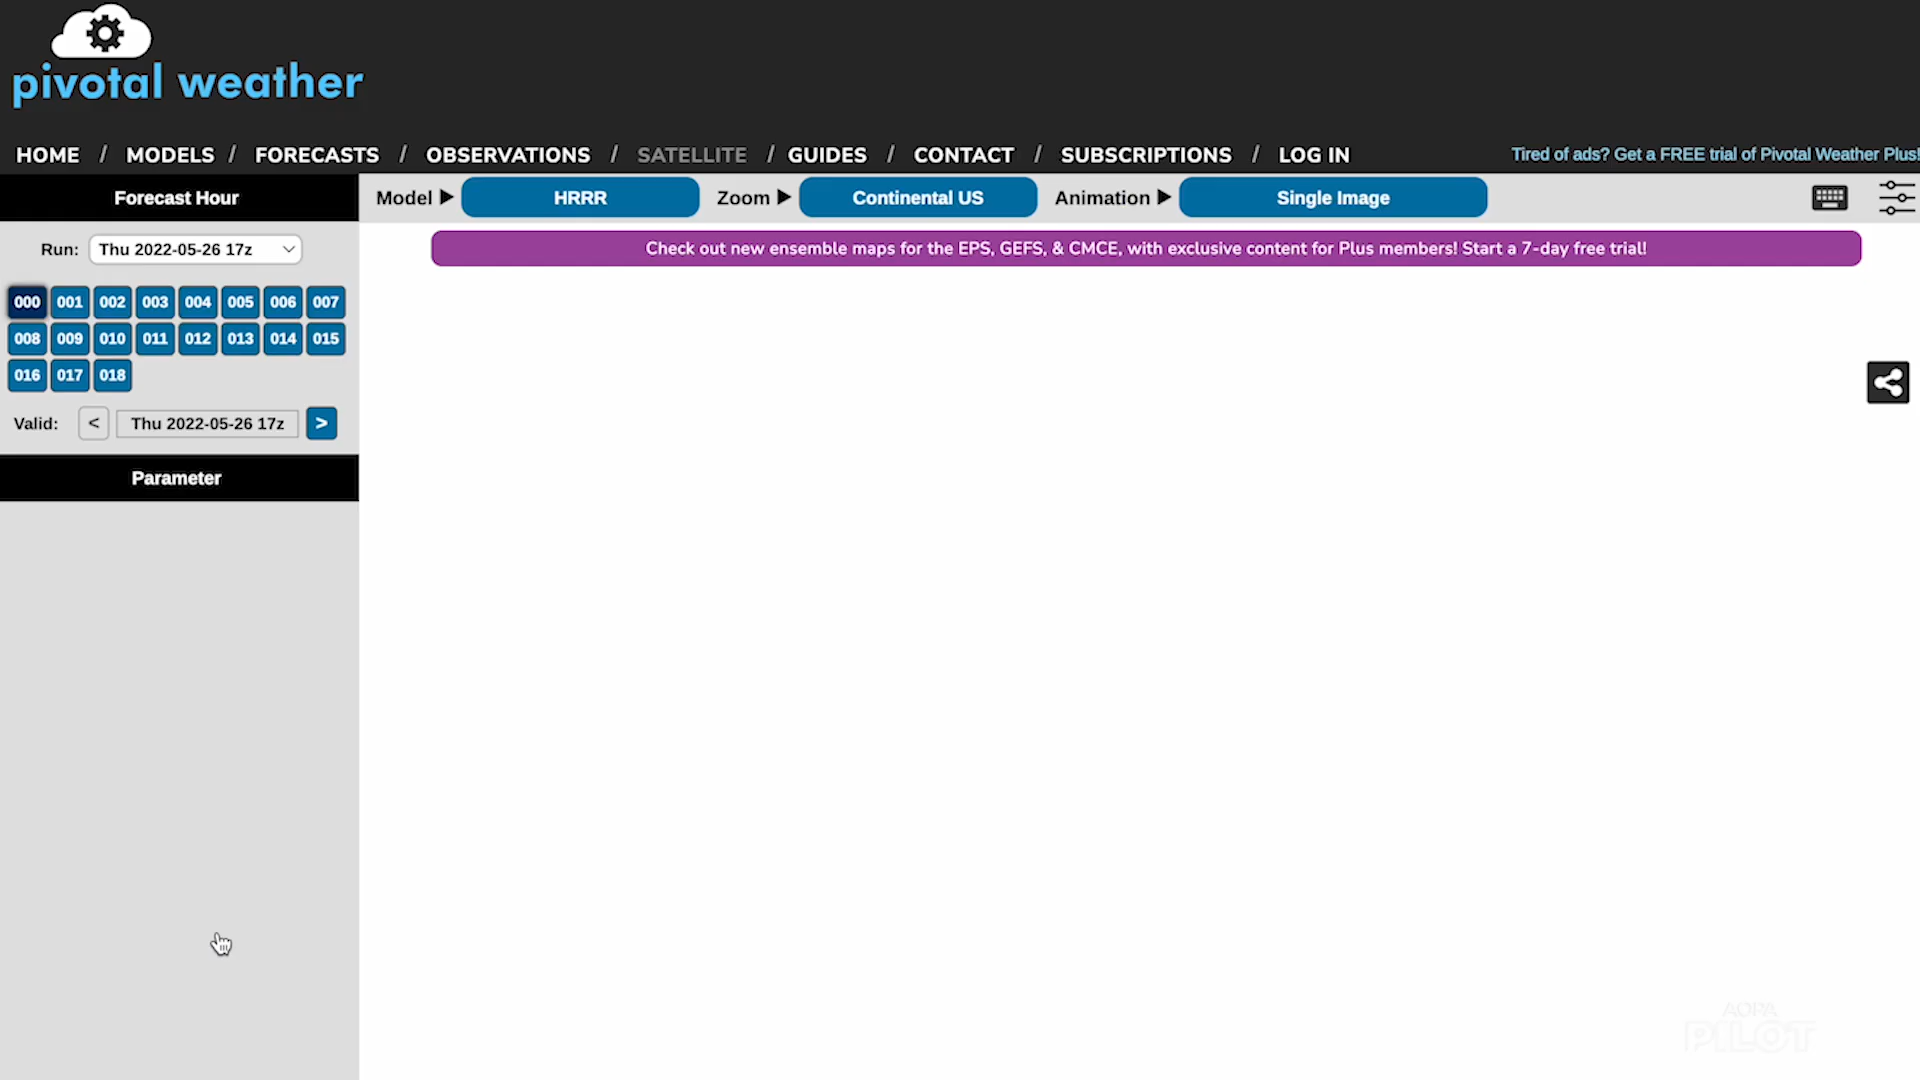 pivotal weather
HOME / MODELS / FORECASTS / OBSERVATIONS / SATELLITE / GUIDES / CONTACT / SUBSCRIPTIONS / LOG IN
Tired of ads? Get a FREE trial of Pivotal Weather Plus!
Forecast Hour
Model ▶ HRRR Zoom ▶ Continental US Animation ▶ Single Image
Run: Thu 2022-05-26 17z
Check out new ensemble maps for the EPS, GEFS, & CMCE, with exclusive content for Plus members! Start a 7-day free trial!
000 001 002 003 004 005 006 007
008 009 010 011 012 013 014 015
016 017 018
Valid: < Thu 2022-05-26 17z >
Parameter
AOPA
PILOT